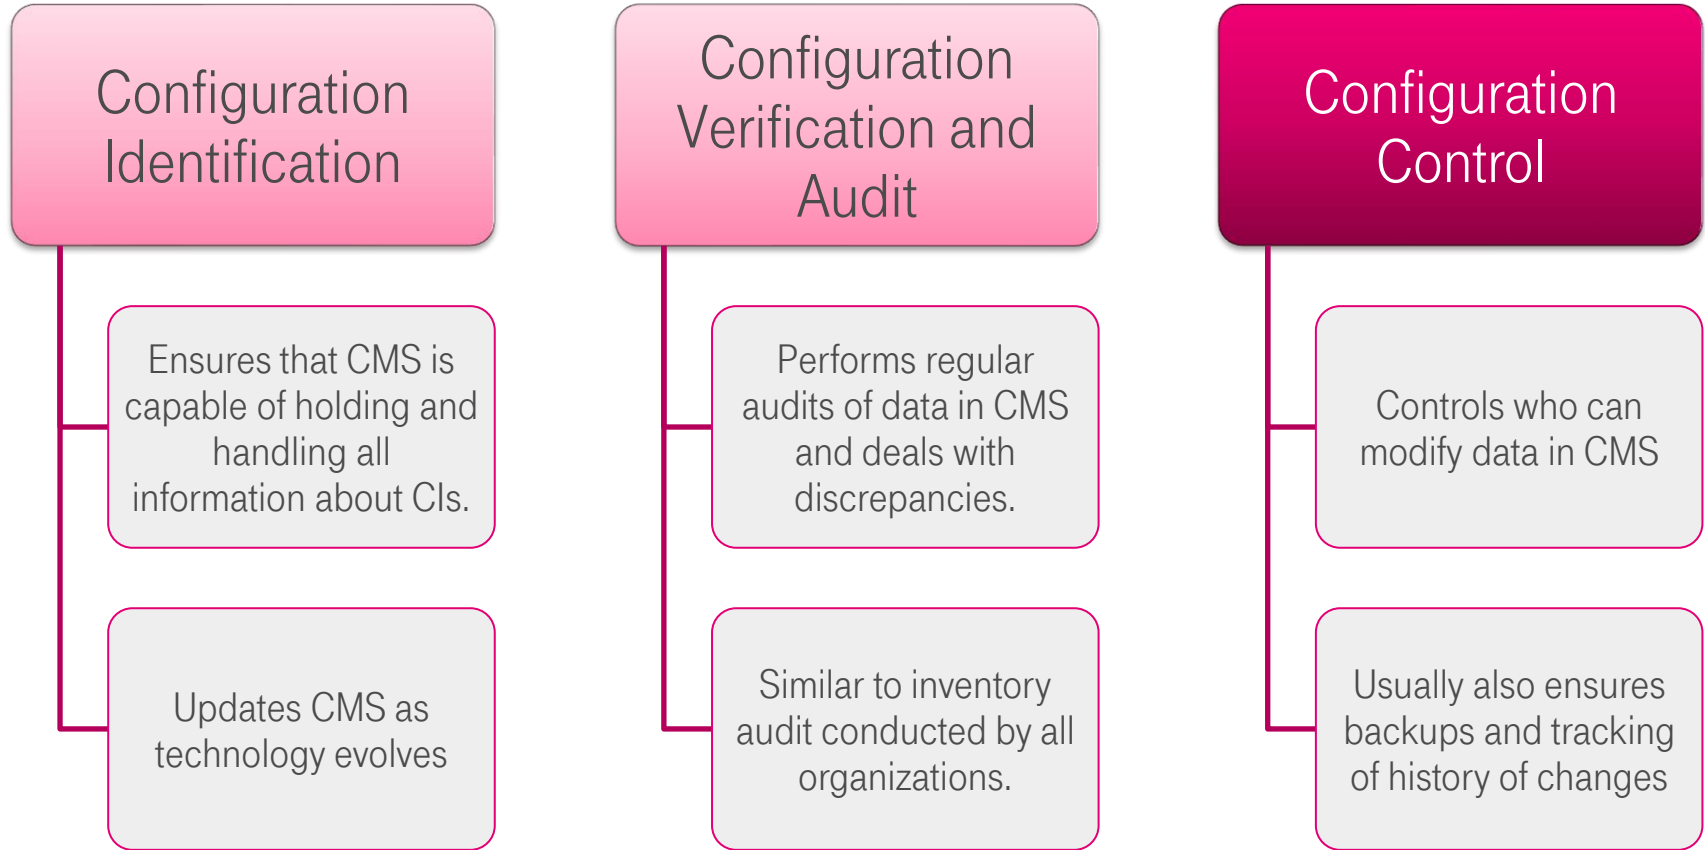 Configuration
Identification
Ensures that CMS is
capable of holding and
handling all
information about CIs.
Updates CMS as
technology evolves
Configuration
Verification and
Audit
Performs regular
audits of data in CMS
and deals with
discrepancies.
Similar to inventory
audit conducted by all
organizations.
Configuration
Control
Controls who can
modify data in CMS
Usually also ensures
backups and tracking
of history of changes